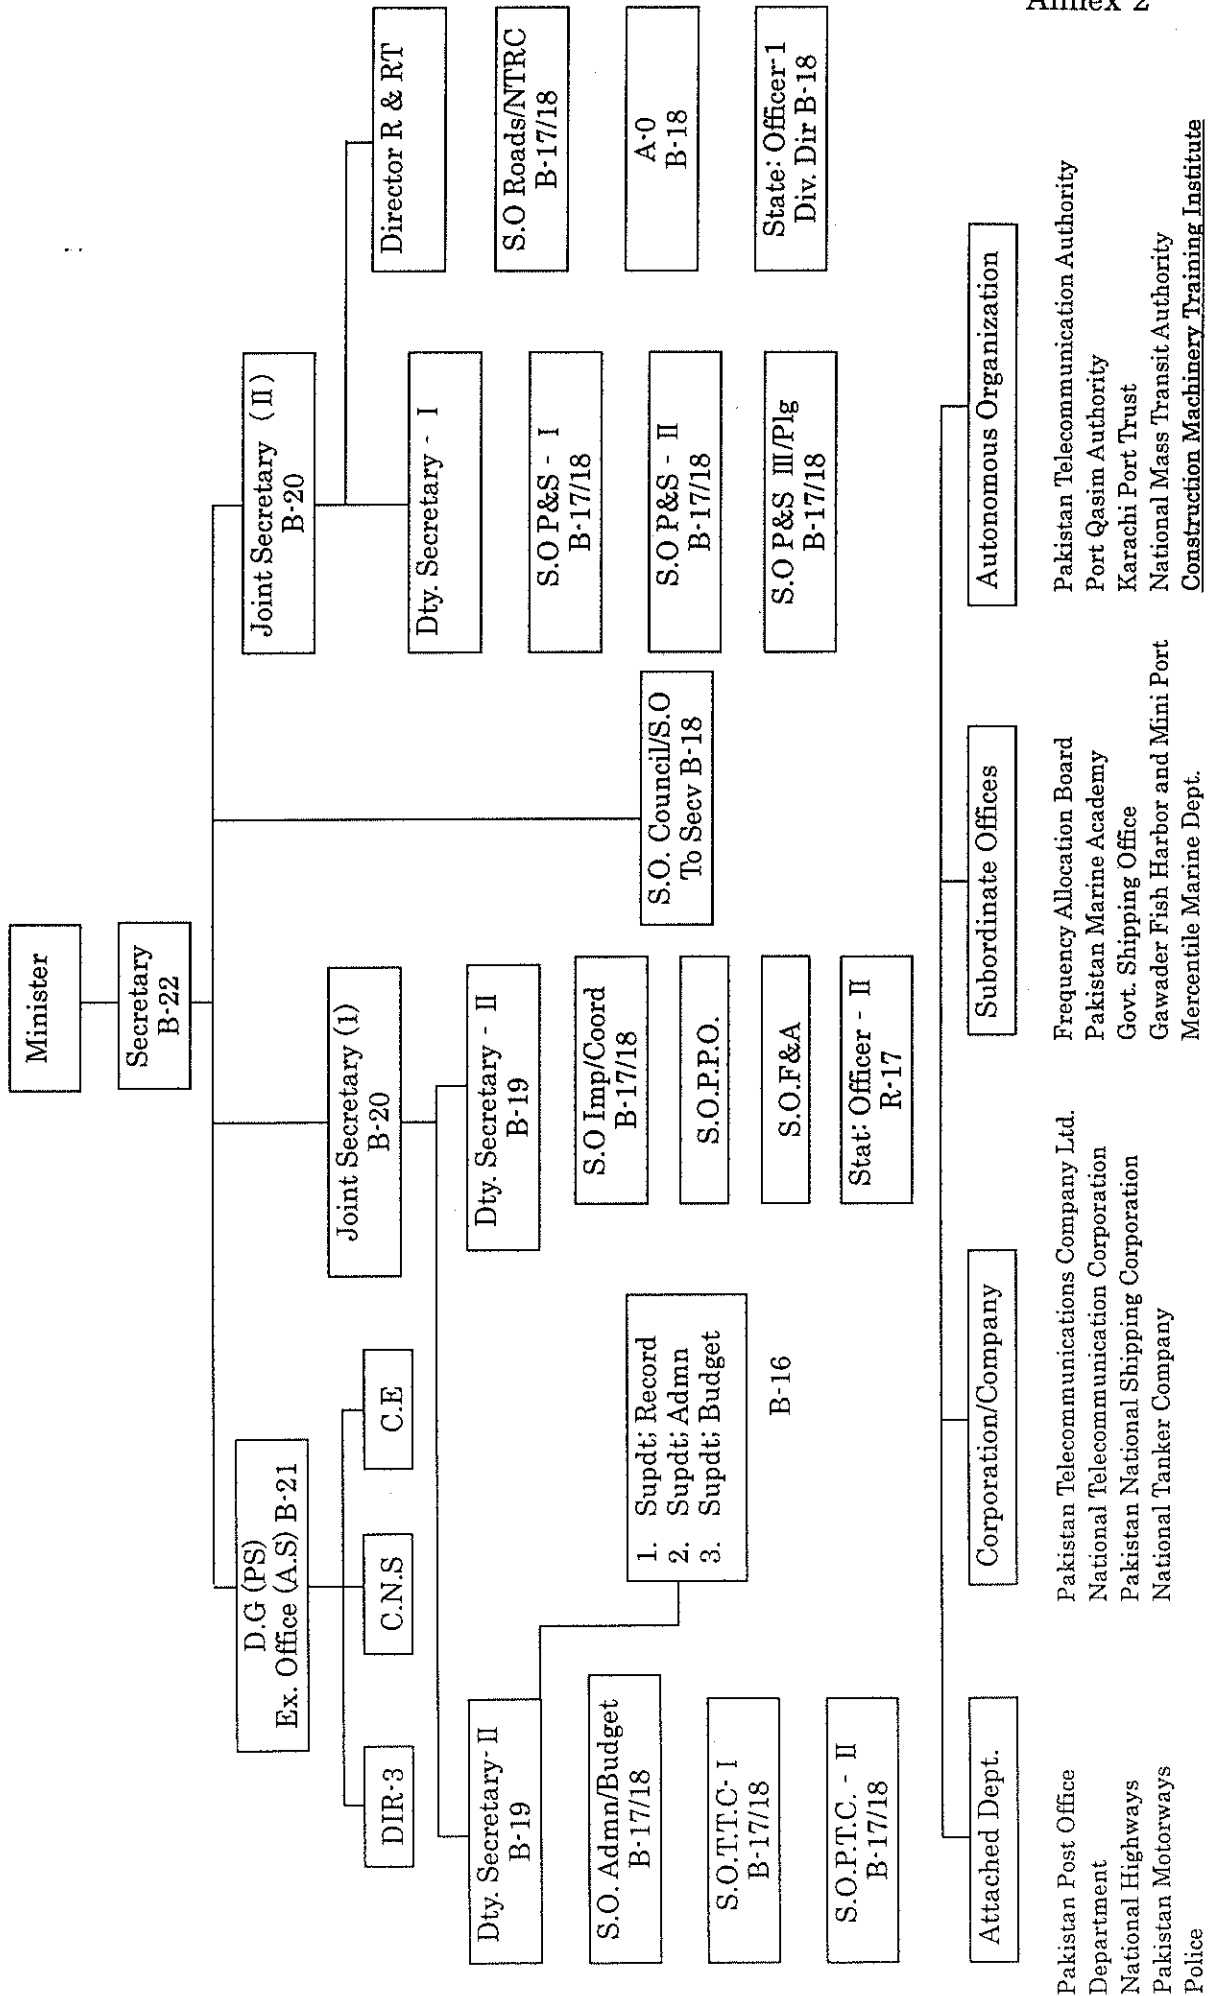 Annex 2
Minister
Secretary
B-22
D.G (PS)
Ex. Office (A.S) B-21
DIR-3
C.N.S
C.E
Joint Secretary (1)
B-20
Dty. Secretary- II
B-19
S.O. Admn/Budget
B-17/18
S.O.T.T.C- I
B-17/18
S.O.P.T.C. - II
B-17/18
1. Supdt; Record
2. Supdt; Admn
3. Supdt; Budget
B-16
Dty. Secretary - II
B-19
S.O Imp/Coord
B-17/18
S.O.P.P.O.
S.O.F&A
Stat: Officer - II
R-17
S.O. Council/S.O
To Secv B-18
Joint Secretary (II)
B-20
Dty. Secretary - I
S.O P&S - I
B-17/18
S.O P&S - II
B-17/18
S.O P&S III/Plg
B-17/18
Director R & RT
S.O Roads/NTRC
B-17/18
A-0
B-18
State: Officer-1
Div. Dir B-18
Attached Dept.
Pakistan Post Office
Department
National Highways
Pakistan Motorways
Police
Corporation/Company
Pakistan Telecommunications Company Ltd.
National Telecommunication Corporation
Pakistan National Shipping Corporation
National Tanker Company
Subordinate Offices
Frequency Allocation Board
Pakistan Marine Academy
Govt. Shipping Office
Gawader Fish Harbor and Mini Port
Mercentile Marine Dept.
Autonomous Organization
Pakistan Telecommunication Authority
Port Qasim Authority
Karachi Port Trust
National Mass Transit Authority
Construction Machinery Training Institute